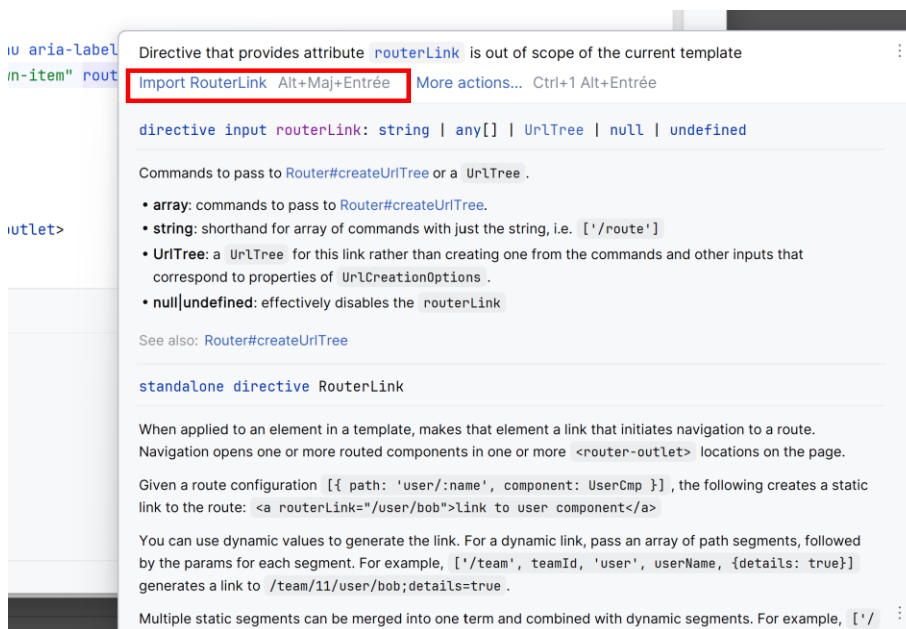 nu aria-label
Directive that provides attribute routerLink is out of scope of the current template
wn-item" rout
Import RouterLink Alt+Maj+Entrée More actions... Ctrl+1 Alt+Entrée
directive input routerLink: string | any[] | UrlTree | null | undefined
Commands to pass to Router#createUrlTree or a UrlTree .
• array: commands to pass to Router#createUrlTree.
utlet>
• string: shorthand for array of commands with just the string, i.e. ['/route']
• UrlTree: a UrlTree for this link rather than creating one from the commands and other inputs that
correspond to properties of UrlCreationOptions .
• null|undefined: effectively disables the routerLink
See also: Router#createUrlTree
standalone directive RouterLink
When applied to an element in a template, makes that element a link that initiates navigation to a route.
Navigation opens one or more routed components in one or more <router-outlet> locations on the page.
Given a route configuration [{ path: 'user/:name', component: UserCmp }] , the following creates a static
link to the route: <a routerLink="/user/bob">link to user component</a>
You can use dynamic values to generate the link. For a dynamic link, pass an array of path segments, followed
by the params for each segment. For example, ['/team', teamId, 'user', userName, {details: true}]
generates a link to /team/11/user/bob;details=true .
Multiple static segments can be merged into one term and combined with dynamic segments. For example, ['/